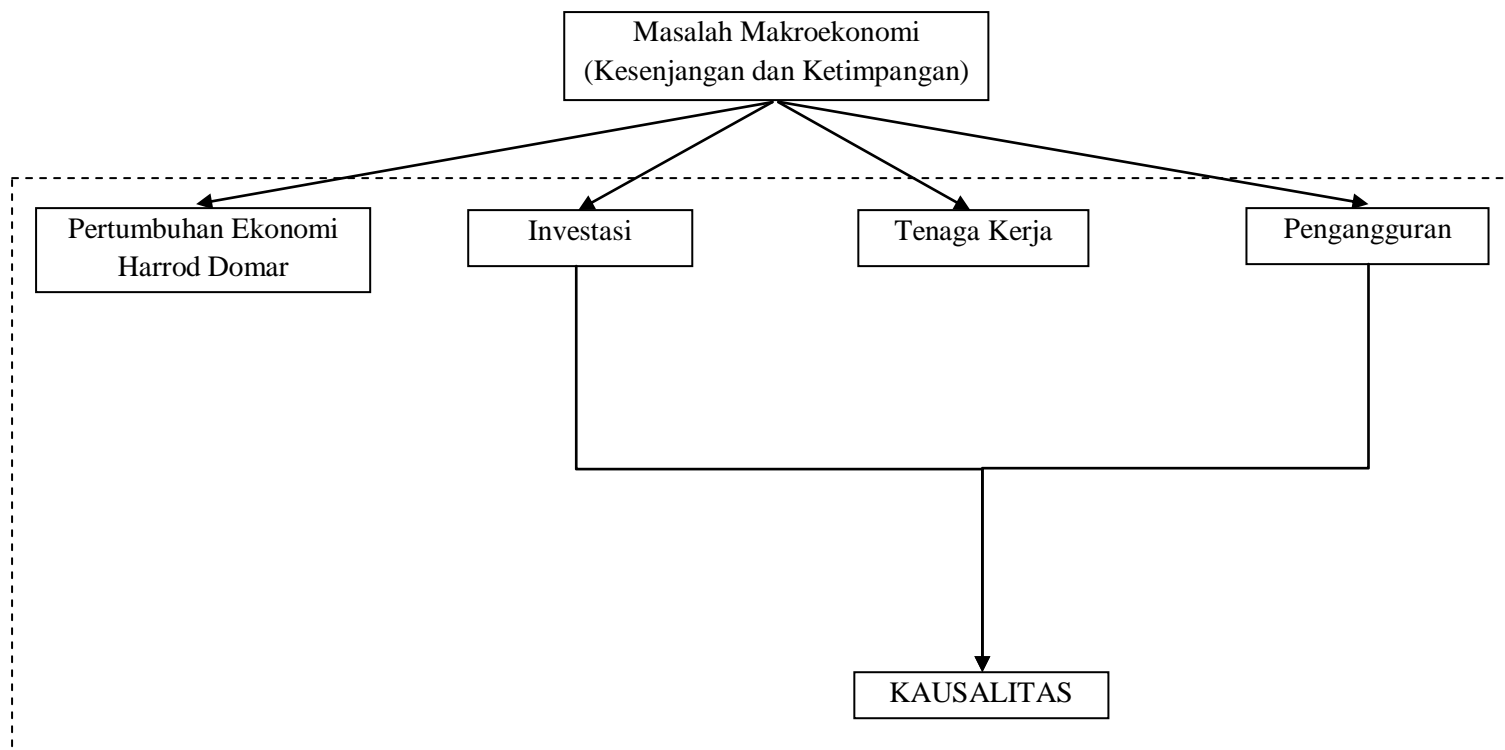 Masalah Makroekonomi
(Kesenjangan dan Ketimpangan)
Pertumbuhan Ekonomi
Harrod Domar
Investasi
Tenaga Kerja
Pengangguran
KAUSALITAS